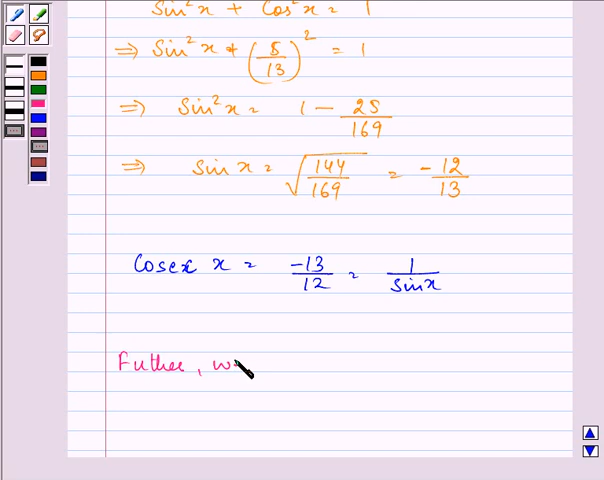 Sin²x + Cos²x = 1
⇒ Sin²x + (5/13)² = 1
⇒ Sin²x = 1 - 25/169
⇒ Sin x = √(144/169) = -12/13
Cosec x = -13/12 = 1/sinx
Futher, w